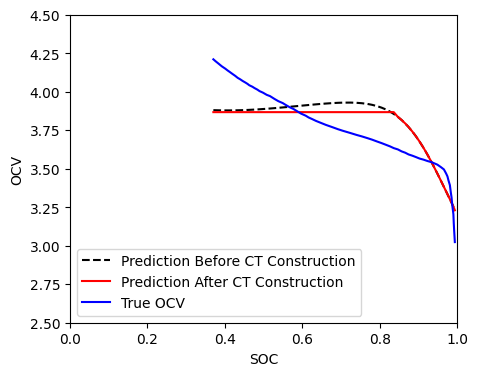 4.50
4.25
4.00
3.75
3.50
3.25
3.00
2.75
2.50
OCV
Prediction Before CT Construction
Prediction After CT Construction
True OCV
0.0 0.2 0.4 0.6 0.8 1.0
SOC